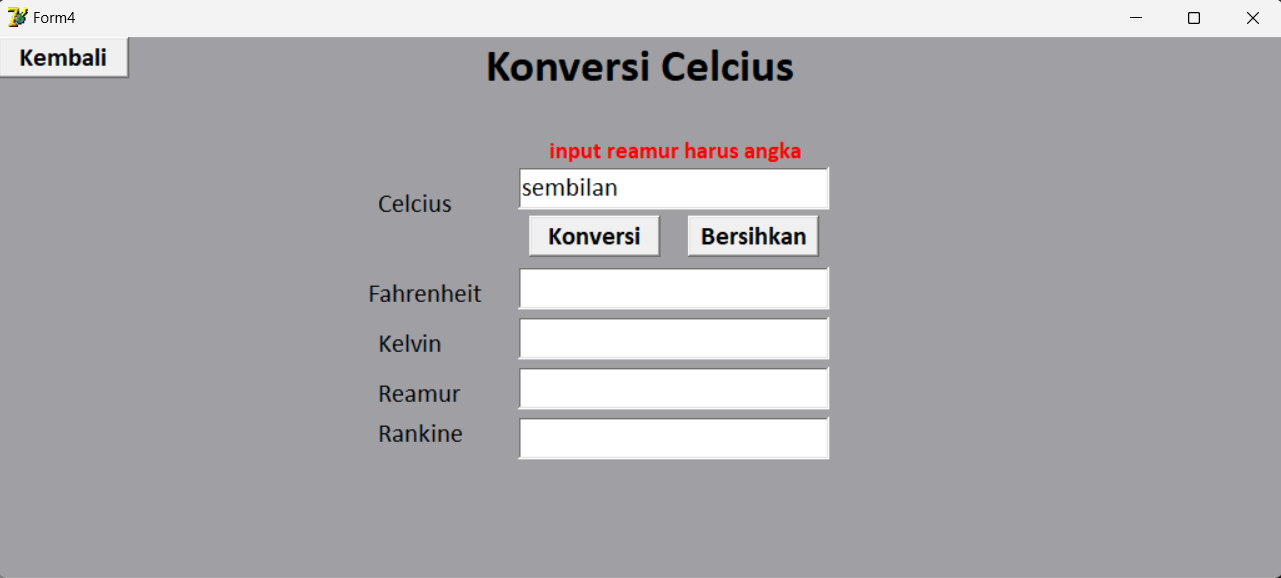 Form4
Kembali
Konversi Celcius
input reamur harus angka
Celcius
sembilan
Konversi
Bersihkan
Fahrenheit
Kelvin
Reamur
Rankine